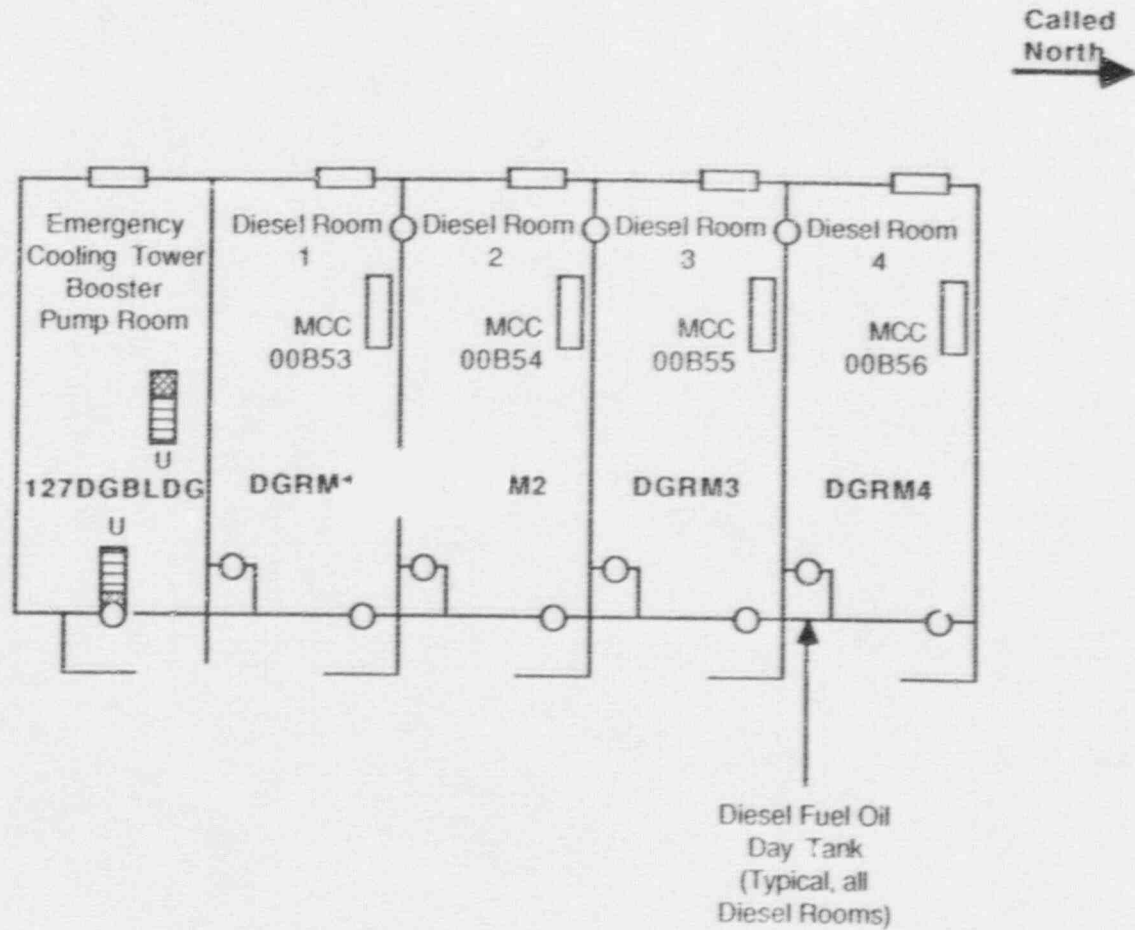 Called
North
Emergency
Cooling Tower
Booster
Pump Room
Diesel Room
1
Diesel Room
2
Diesel Room
3
Diesel Room
4
MCC
00B53
MCC
00B54
MCC
00B55
MCC
00B56
U
127DGBLDG
DGRM
M2
DGRM3
DGRM4
U
Diesel Fuel Oil
Day Tank
(Typical, all
Diesel Rooms)